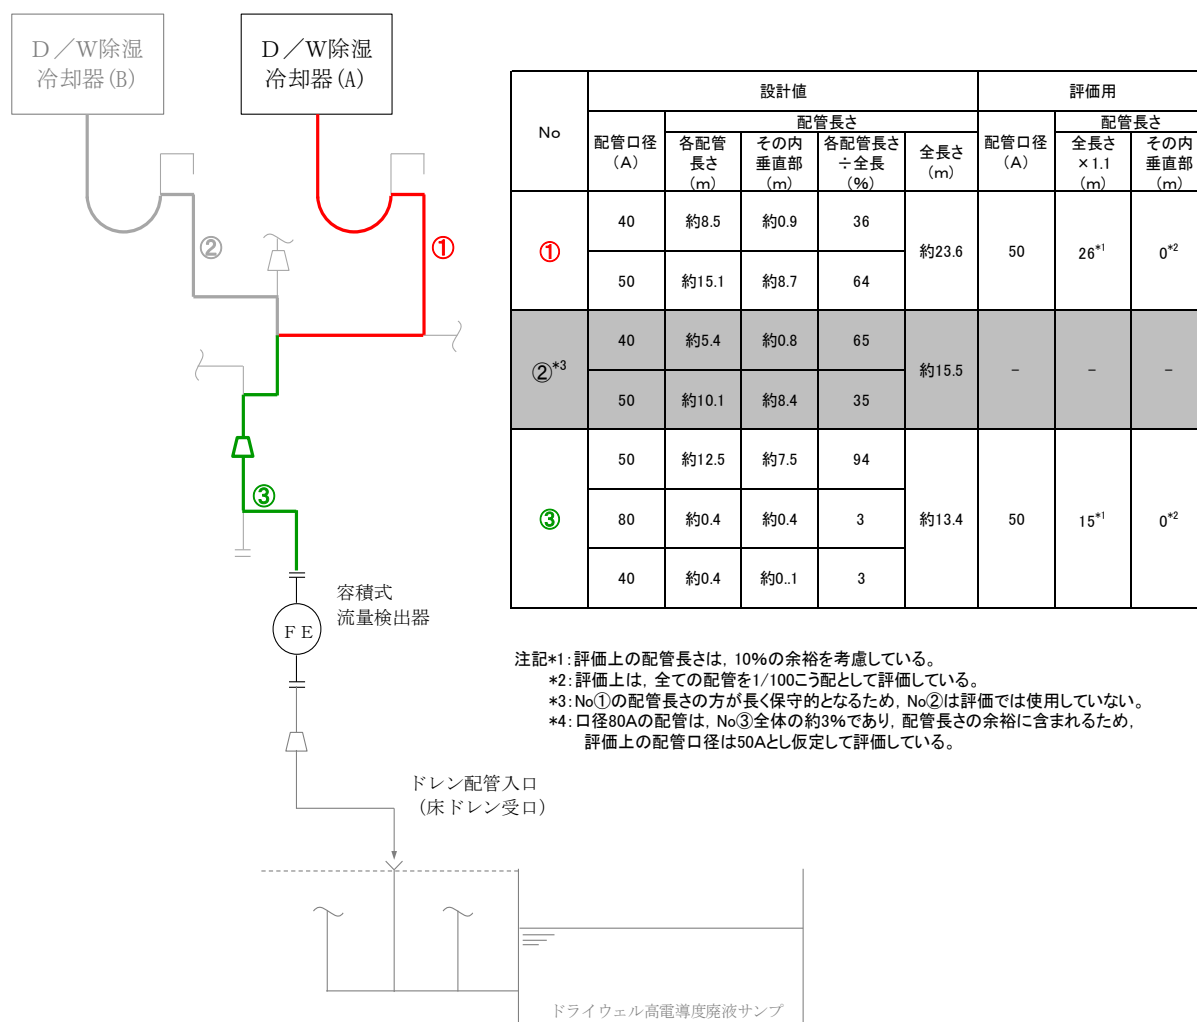 D/W除湿
冷却器(B)
D/W除湿
冷却器(A)
②
①
③
容積式
流量検出器
FE
ドレン配管入口
(床ドレン受口)
ドライウェル高電導度廃液サンプ
No
設計値
評価用
配管口径
(A)
配管長さ
各配管
長さ
(m)
その内
垂直部
(m)
各配管長さ
÷全長
(%)
全長さ
(m)
配管口径
(A)
配管長さ
全長さ
×1.1
(m)
その内
垂直部
(m)
① 40 約8.5 約0.9 36 約23.6 50 26*1 0*2
50 約15.1 約8.7 64
②*3 40 約5.4 約0.8 65 約15.5 - - -
50 約10.1 約8.4 35
③ 50 約12.5 約7.5 94 約13.4 50 15*1 0*2
80 約0.4 約0.4 3
40 約0.4 約0..1 3
注記*1:評価上の配管長さは,10%の余裕を考慮している。
*2:評価上は,全ての配管を1/100こう配として評価している。
*3:No①の配管長さの方が長く保守的となるため,No②は評価では使用していない。
*4:口径80Aの配管は,No③全体の約3%であり,配管長さの余裕に含まれるため,
評価上の配管口径は50Aとし仮定して評価している。